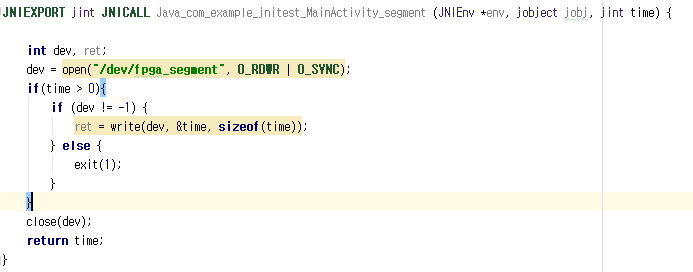 JNIEXPORT jint JNICALL Java_com_example_jnitest_MainActivity_segment (JNIEnv *env, jobject jobj, jint time) {
int dev, ret;
dev = open("/dev/fpga_segment", O_RDWR | O_SYNC);
if(time > 0){
if (dev != -1) {
ret = write(dev, &time, sizeof(time));
} else {
exit(1);
}
}
close(dev);
return time;
}